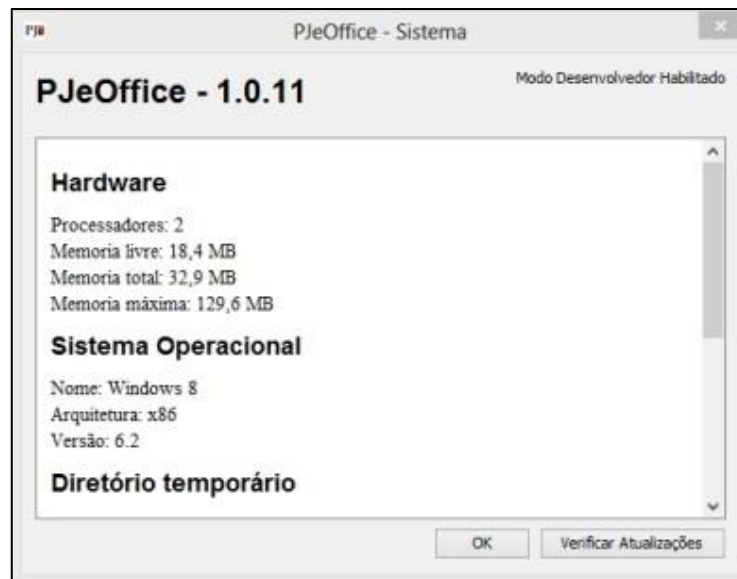 PJe
PJeOffice - Sistema
PJeOffice - 1.0.11
Modo Desenvolvedor Habilitado
Hardware
Processadores: 2
Memoria livre: 18,4 MB
Memoria total: 32,9 MB
Memoria máxima: 129,6 MB
Sistema Operacional
Nome: Windows 8
Arquitetura: x86
Versão: 6.2
Diretório temporário
OK
Verificar Atualizações